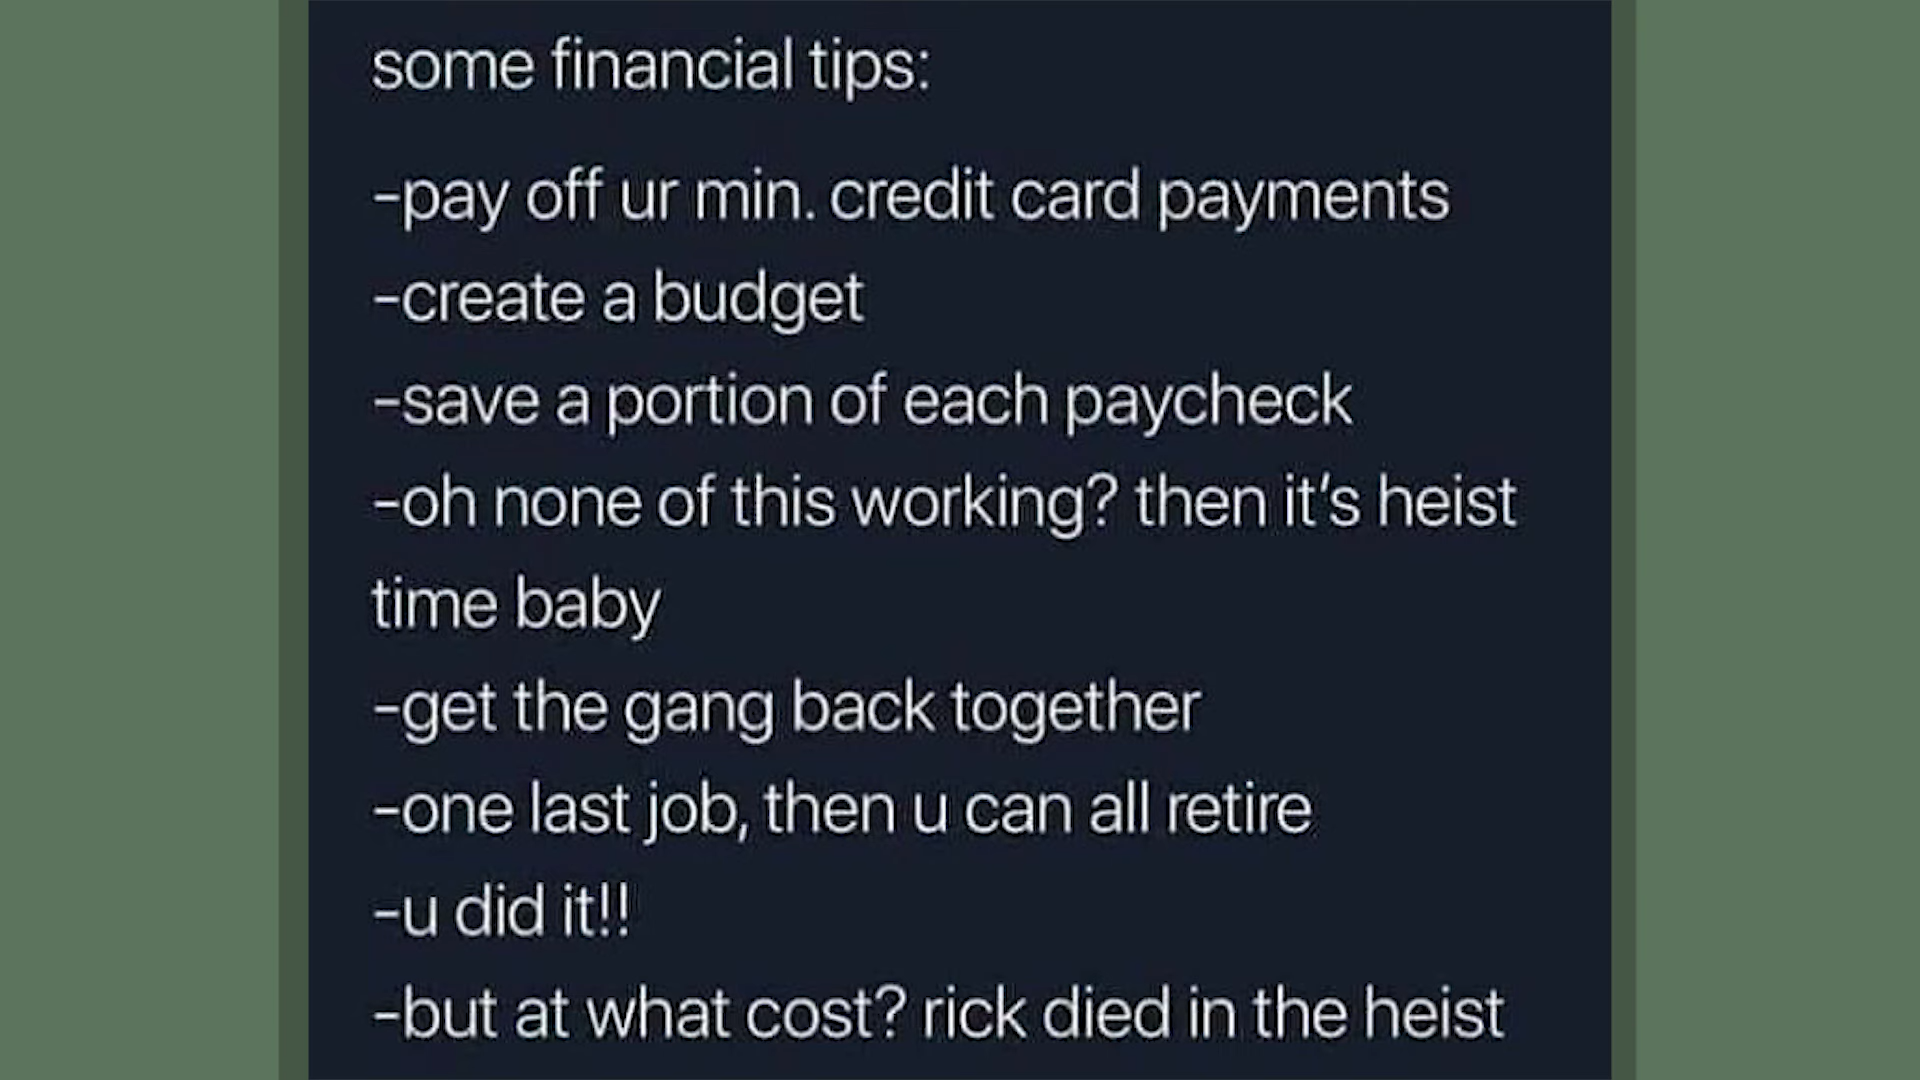 some financial tips:
-pay off ur min. credit card payments
-create a budget
-save a portion of each paycheck
-oh none of this working? then it's heist
time baby
-get the gang back together
-one last job, then u can all retire
-u did it!!
-but at what cost? rick died in the heist